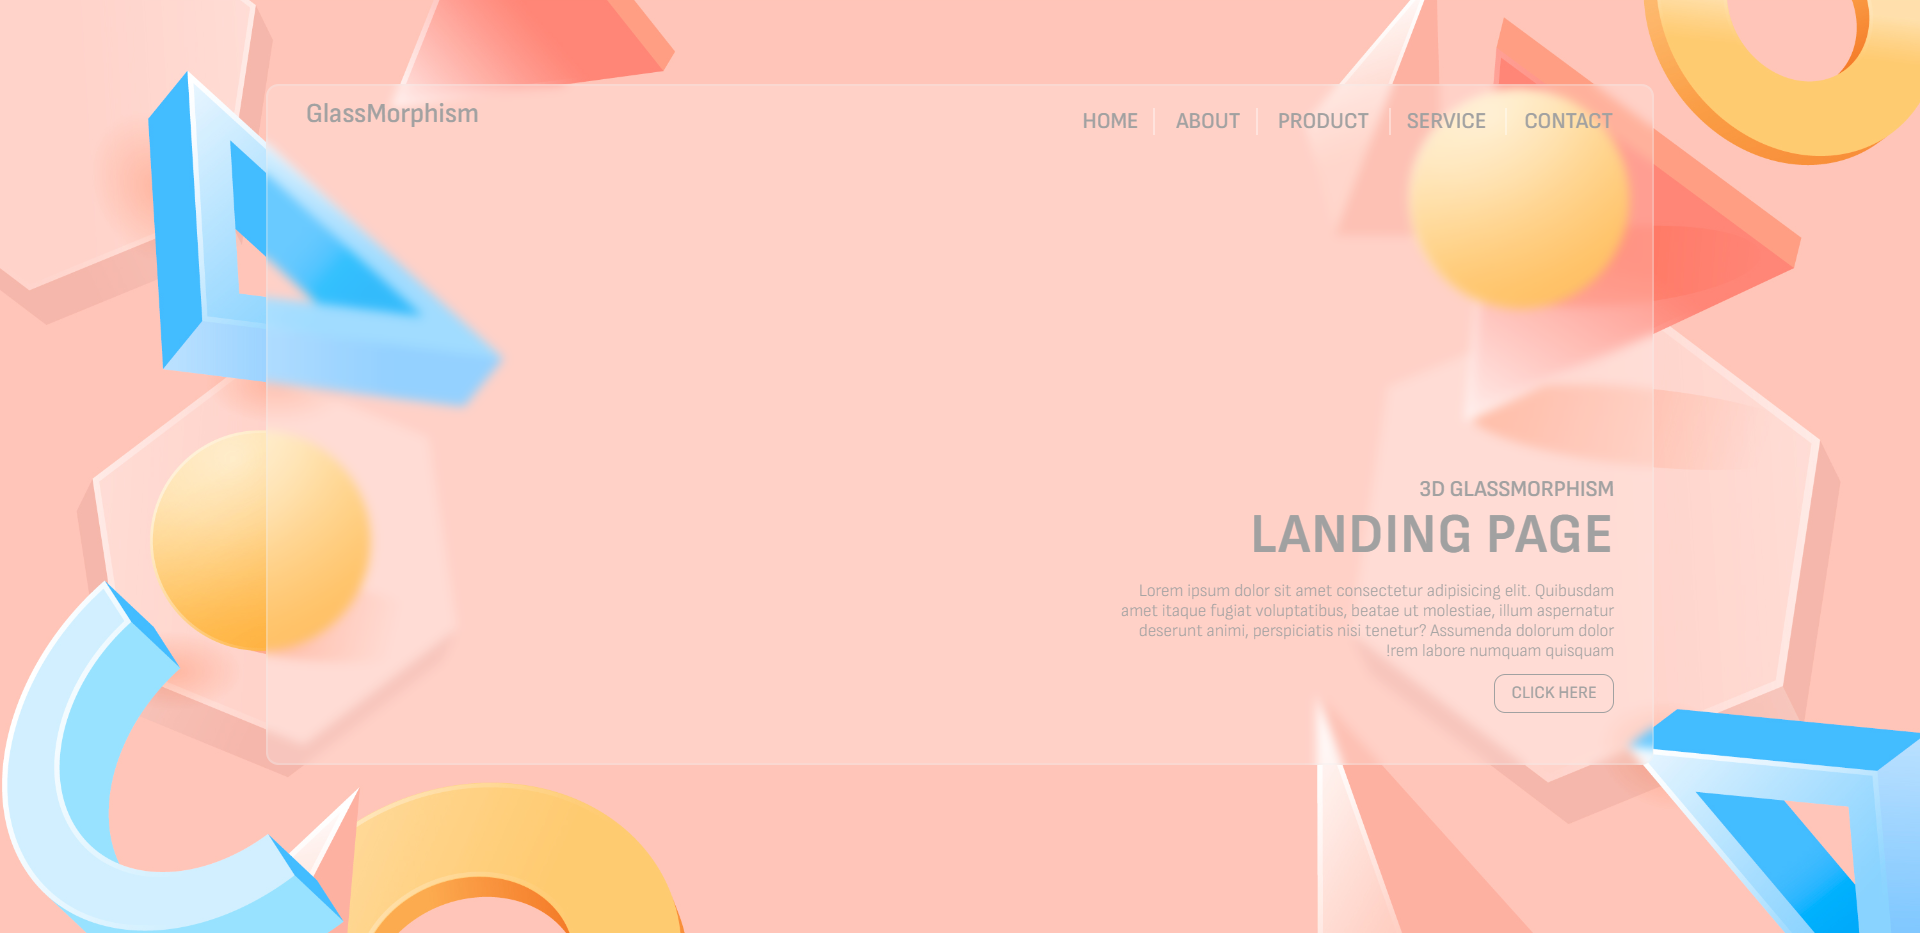 GlassMorphism
HOME
ABOUT
PRODUCT
SERVICE
CONTACT
3D GLASSMORPHISM
LANDING PAGE
Lorem ipsum dolor sit amet consectetur adipisicing elit. Quibusdam
amet itaque fugiat voluptatibus, beatae ut molestiae, illum aspernatur
deserunt animi, perspiciatis nisi tenetur? Assumenda dolorum dolor
!rem labore numquam quisquam
CLICK HERE